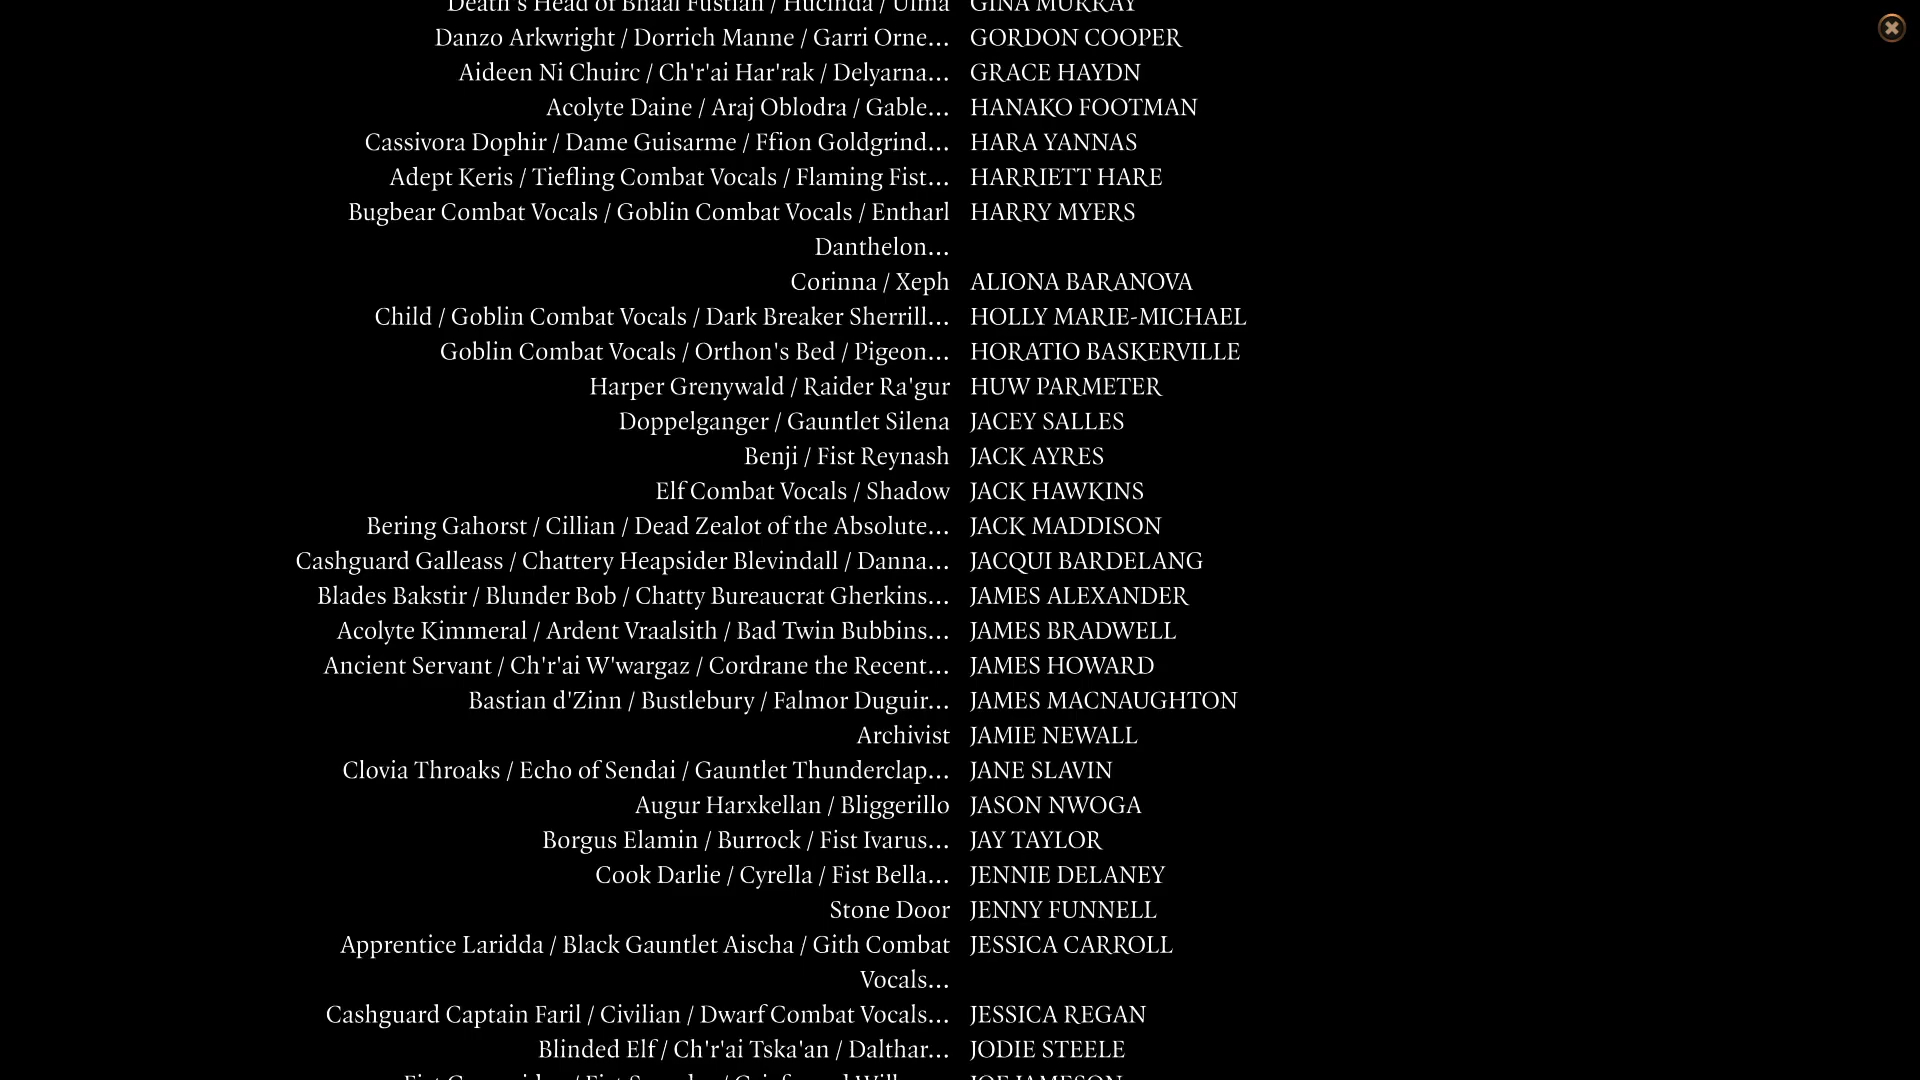 Death's Head of Bhaal Fustian / Hucinda / Ulma GINA MURRAY
Danzo Arkwright / Dorrich Manne / Garri Orne... GORDON COOPER
Aideen Ni Chuirc / Ch'r'ai Har'rak / Delyarna... GRACE HAYDN
Acolyte Daine / Araj Oblodra / Gable... HANAKO FOOTMAN
Cassivora Dophir / Dame Guisarme / Ffion Goldgrind... HARA YANNAS
Adept Keris / Tiefling Combat Vocals / Flaming Fist... HARRIETT HARE
Bugbear Combat Vocals / Goblin Combat Vocals / Entharl HARRY MYERS
Danthelon...
Corinna / Xeph ALIONA BARANOVA
Child / Goblin Combat Vocals / Dark Breaker Sherrill... HOLLY MARIE-MICHAEL
Goblin Combat Vocals / Orthon's Bed / Pigeon... HORATIO BASKERVILLE
Harper Grenywald / Raider Ra'gur HUW PARMETER
Doppelganger / Gauntlet Silena JACEY SALLES
Benji / Fist Reynash JACK AYRES
Elf Combat Vocals / Shadow JACK HAWKINS
Bering Gahorst / Cillian / Dead Zealot of the Absolute... JACK MADDISON
Cashguard Galleass / Chattery Heapsider Blevindall / Danna... JACQUI BARDELANG
Blades Bakstir / Blunder Bob / Chatty Bureaucrat Gherkins... JAMES ALEXANDER
Acolyte Kimmeral / Ardent Vraalsith / Bad Twin Bubbins... JAMES BRADWELL
Ancient Servant / Ch'r'ai W'wargaz / Cordrane the Recent... JAMES HOWARD
Bastian d'Zinn / Bustlebury / Falmor Duguir... JAMES MACNAUGHTON
Archivist JAMIE NEWALL
Clovia Throaks / Echo of Sendai / Gauntlet Thunderclap... JANE SLAVIN
Augur Harxkellan / Bliggerillo JASON NWOGA
Borgus Elamin / Burrock / Fist Ivarus... JAY TAYLOR
Cook Darlie / Cyrella / Fist Bella... JENNIE DELANEY
Stone Door JENNY FUNNELL
Apprentice Laridda / Black Gauntlet Aischa / Gith Combat JESSICA CARROLL
Vocals...
Cashguard Captain Faril / Civilian / Dwarf Combat Vocals... JESSICA REGAN
Blinded Elf / Ch'r'ai Tska'an / Dalthar... JODIE STEELE
JOE JAMESON